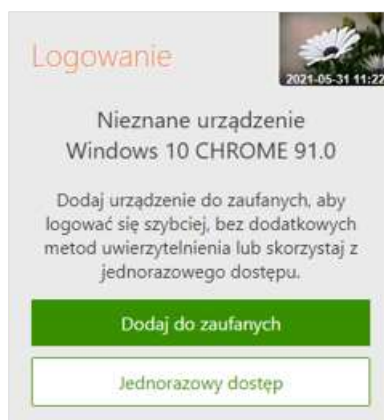 Logowanie
2021-05-31 11:22
Nieznane urządzenie
Windows 10 CHROME 91.0
Dodaj urządzenie do zaufanych, aby
logować się szybciej, bez dodatkowych
metod uwierzytelnienia lub skorzystaj z
jednorazowego dostępu.
Dodaj do zaufanych
Jednorazowy dostęp